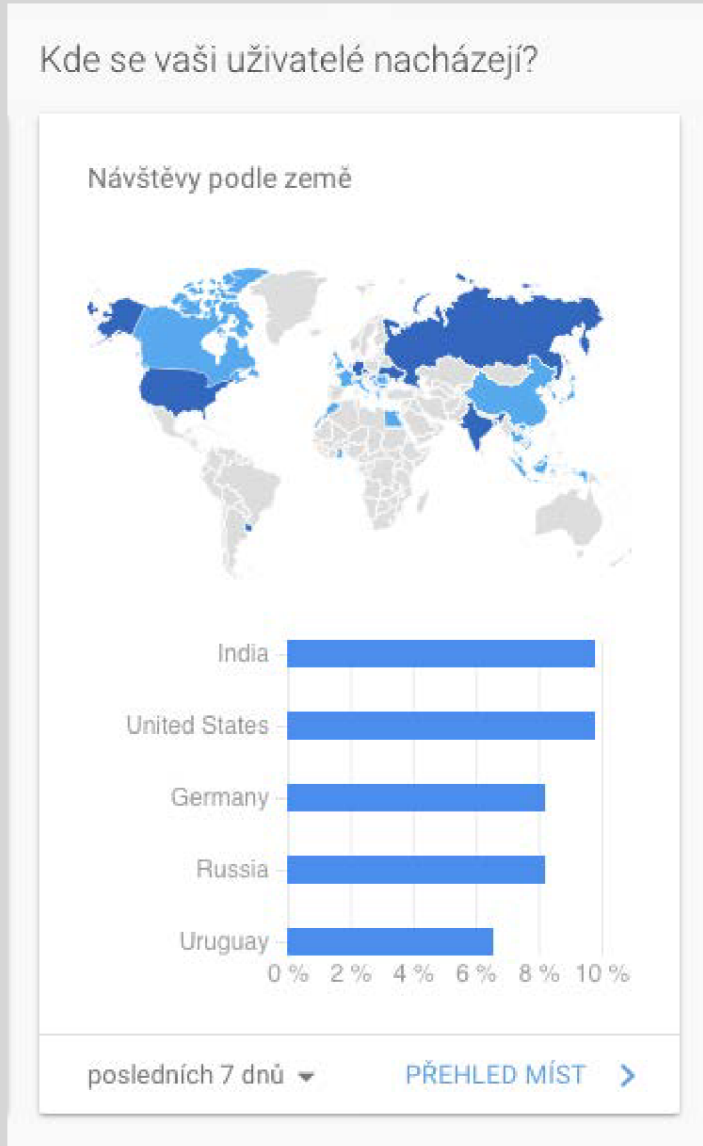 Kde se vaši uživatelé nacházejí?
Návštěvy podle země
India
United States
Germany
Russia
Uruguay
0 % 2 % 4 % 6 % 8 % 10 %
posledních 7 dnů PŘEHLED MÍST